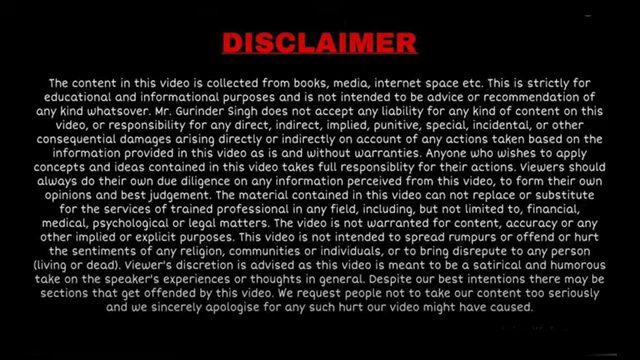 DISCLAIMER
The content in this video is collected from books, media, internet space etc. This is strictly for
educational and informational purposes and is not intended to be advice or recommendation of
any kind whatsover. Mr. Gurinder Singh does not accept any liability for any kind of content on this
video, or responsibility for any direct, indirect, implied, punitive, special, incidental, or other
consequential damages arising directly or indirectly on account of any actions taken based on the
information provided in this video as is and without warranties. Anyone who wishes to apply
concepts and ideas contained in this video takes full responsiblity for their actions. Viewers should
always do their own due diligence on any information perceived from this video, to form their own
opinions and best judgement. The material contained in this video can not replace or substitute
for the services of trained professional in any field, including, but not limited to, financial,
medical, psychological or legal matters. The video is not warranted for content, accuracy or any
other implied or explicit purposes. This video is not intended to spread rumpurs or offend or hurt
the sentiments of any religion, communities or individuals, or to bring disrepute to any person
(living or dead). Viewer's discretion is advised as this video is meant to be a satirical and humorous
take on the speaker's experiences or thoughts in general. Despite our best intentions there may be
sections that get offended by this video. We request people not to take our content too seriously
and we sincerely apologise for any such hurt our video might have caused.